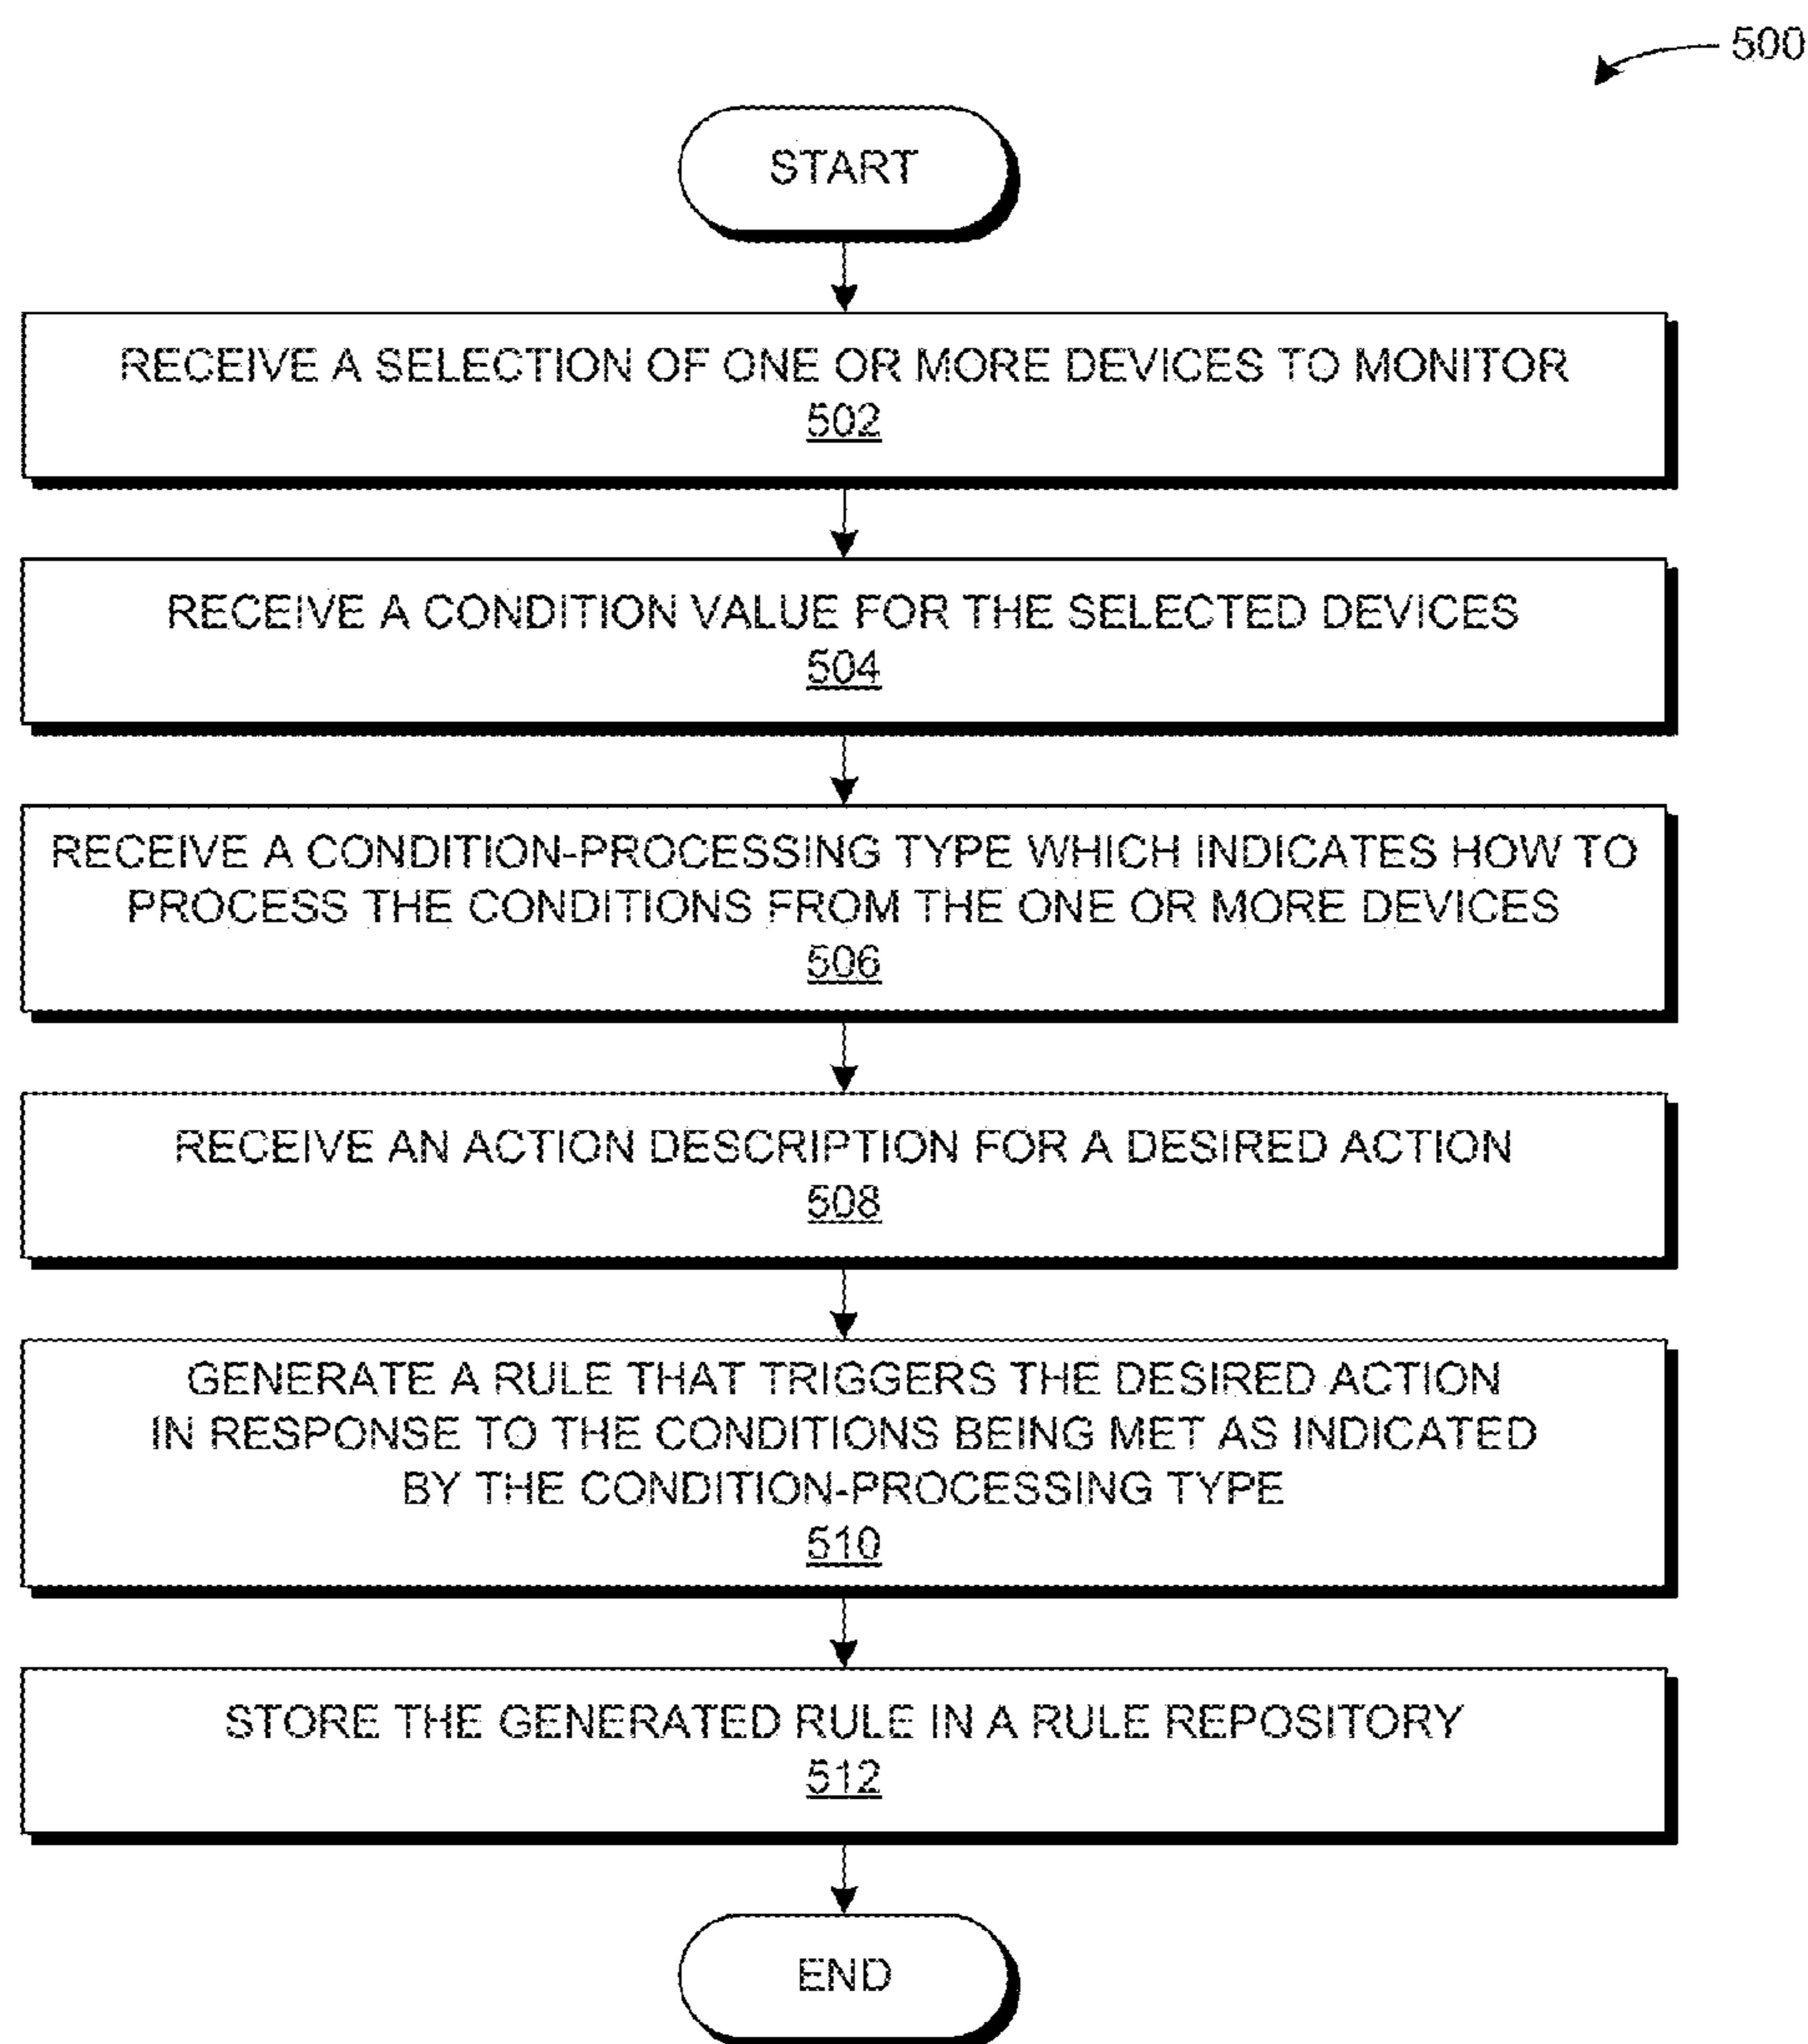 500
START
RECEIVE A SELECTION OF ONE OR MORE DEVICES TO MONITOR
502
RECEIVE A CONDITION VALUE FOR THE SELECTED DEVICES
504
RECEIVE A CONDITION-PROCESSING TYPE WHICH INDICATES HOW TO
PROCESS THE CONDITIONS FROM THE ONE OR MORE DEVICES
506
RECEIVE AN ACTION DESCRIPTION FOR A DESIRED ACTION
508
GENERATE A RULE THAT TRIGGERS THE DESIRED ACTION
IN RESPONSE TO THE CONDITIONS BEING MET AS INDICATED
BY THE CONDITION-PROCESSING TYPE
510
STORE THE GENERATED RULE IN A RULE REPOSITORY
512
END